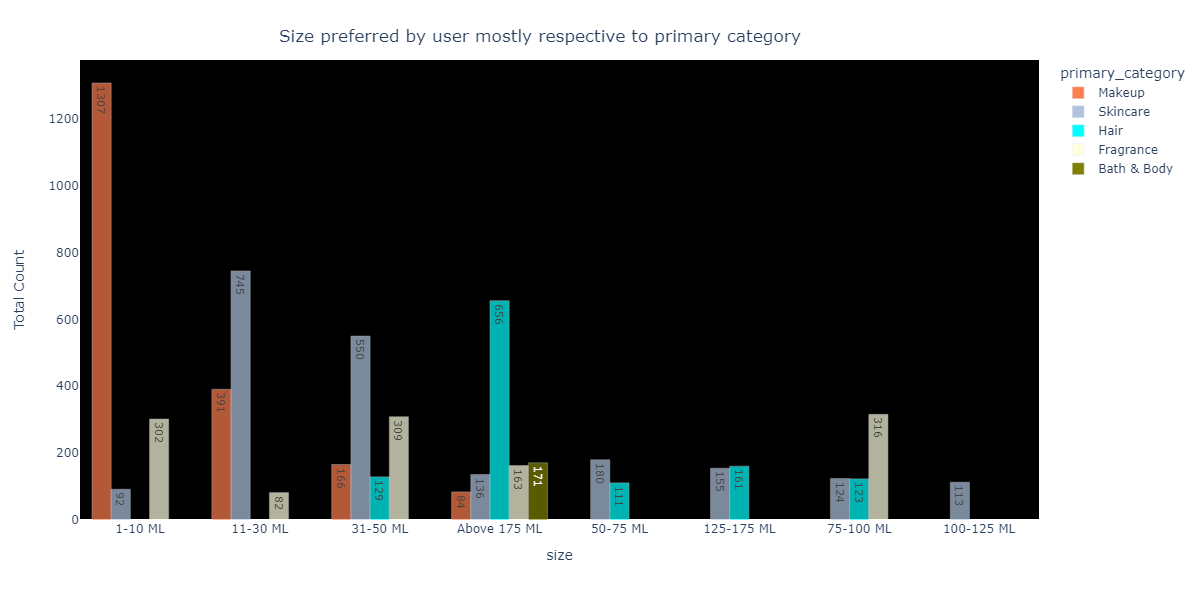 Size preferred by user mostly respective to primary category
primary_category
Makeup
Skincare
Hair
Fragrance
Bath & Body
Total Count
1200
1000
800
600
400
200
0
1307
92
302
391
745
82
166
550
129
309
84
136
656
163
171
180
111
155
161
124
123
316
113
1-10 ML
11-30 ML
31-50 ML
Above 175 ML
50-75 ML
125-175 ML
75-100 ML
100-125 ML
size